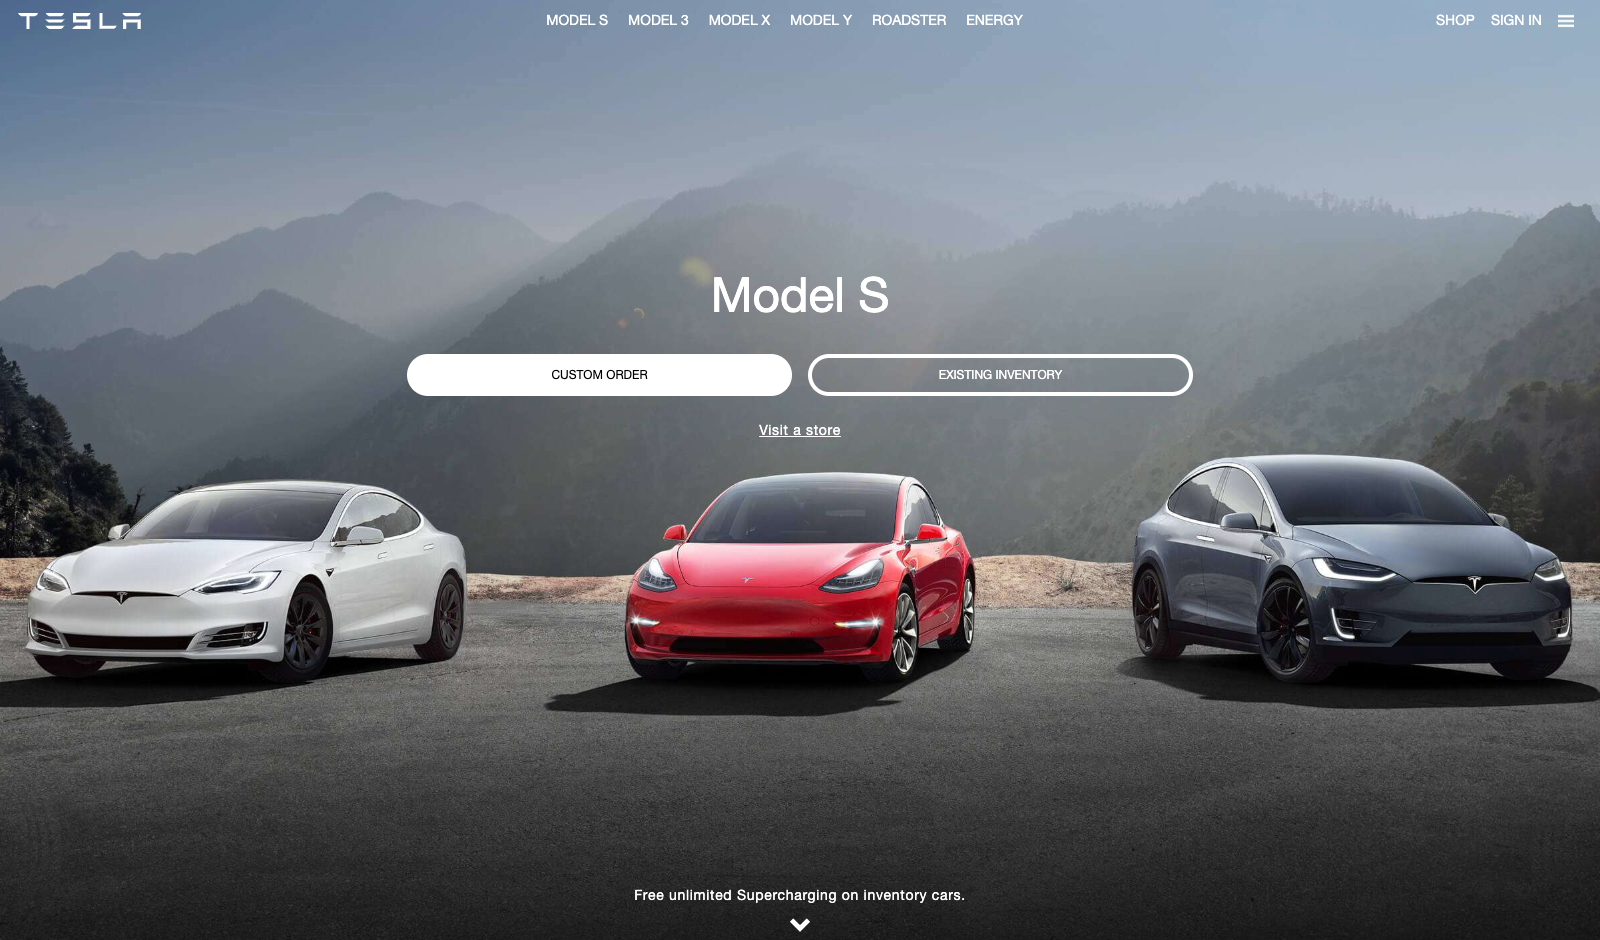 TESLA
MODEL S MODEL 3 MODEL X MODEL Y ROADSTER ENERGY
SHOP SIGN IN
Model S
CUSTOM ORDER
EXISTING INVENTORY
Visit a store
Free unlimited Supercharging on inventory cars.